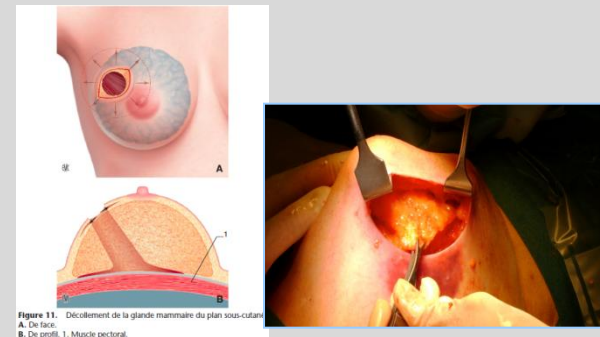 A
1
B
Figure 11. Décollement de la glande mammaire du plan sous-cutané
A. De face.
B. De profil. 1. Muscle pectoral.